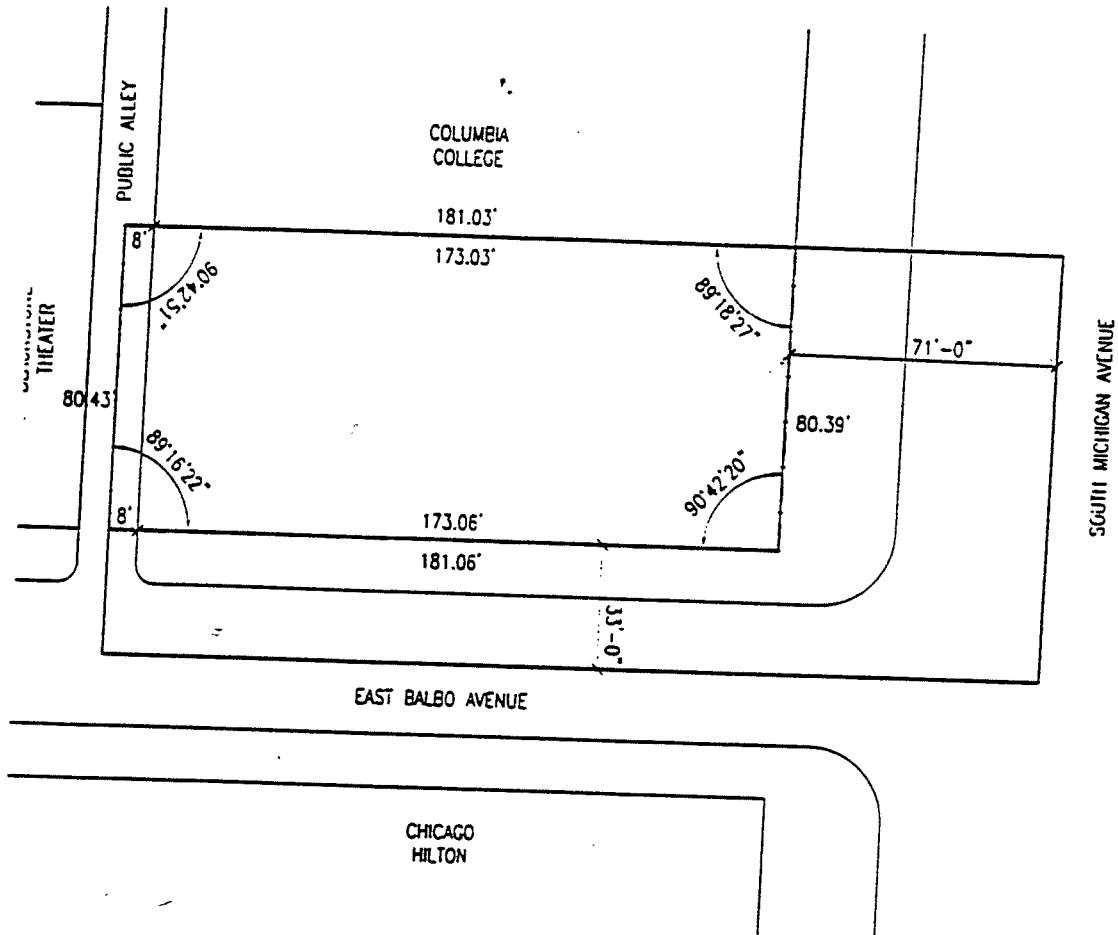 PUBLIC ALLEY
COLUMBIA
COLLEGE
181.03'
8'
173.03'
90°42'51"
89°18'27"
THEATER
71'-0"
SOUTH MICHIGAN AVENUE
80.43'
80.39'
89°16'22"
90°42'20"
8'
173.06'
181.06'
33'-0"
EAST BALBO AVENUE
CHICAGO
HILTON